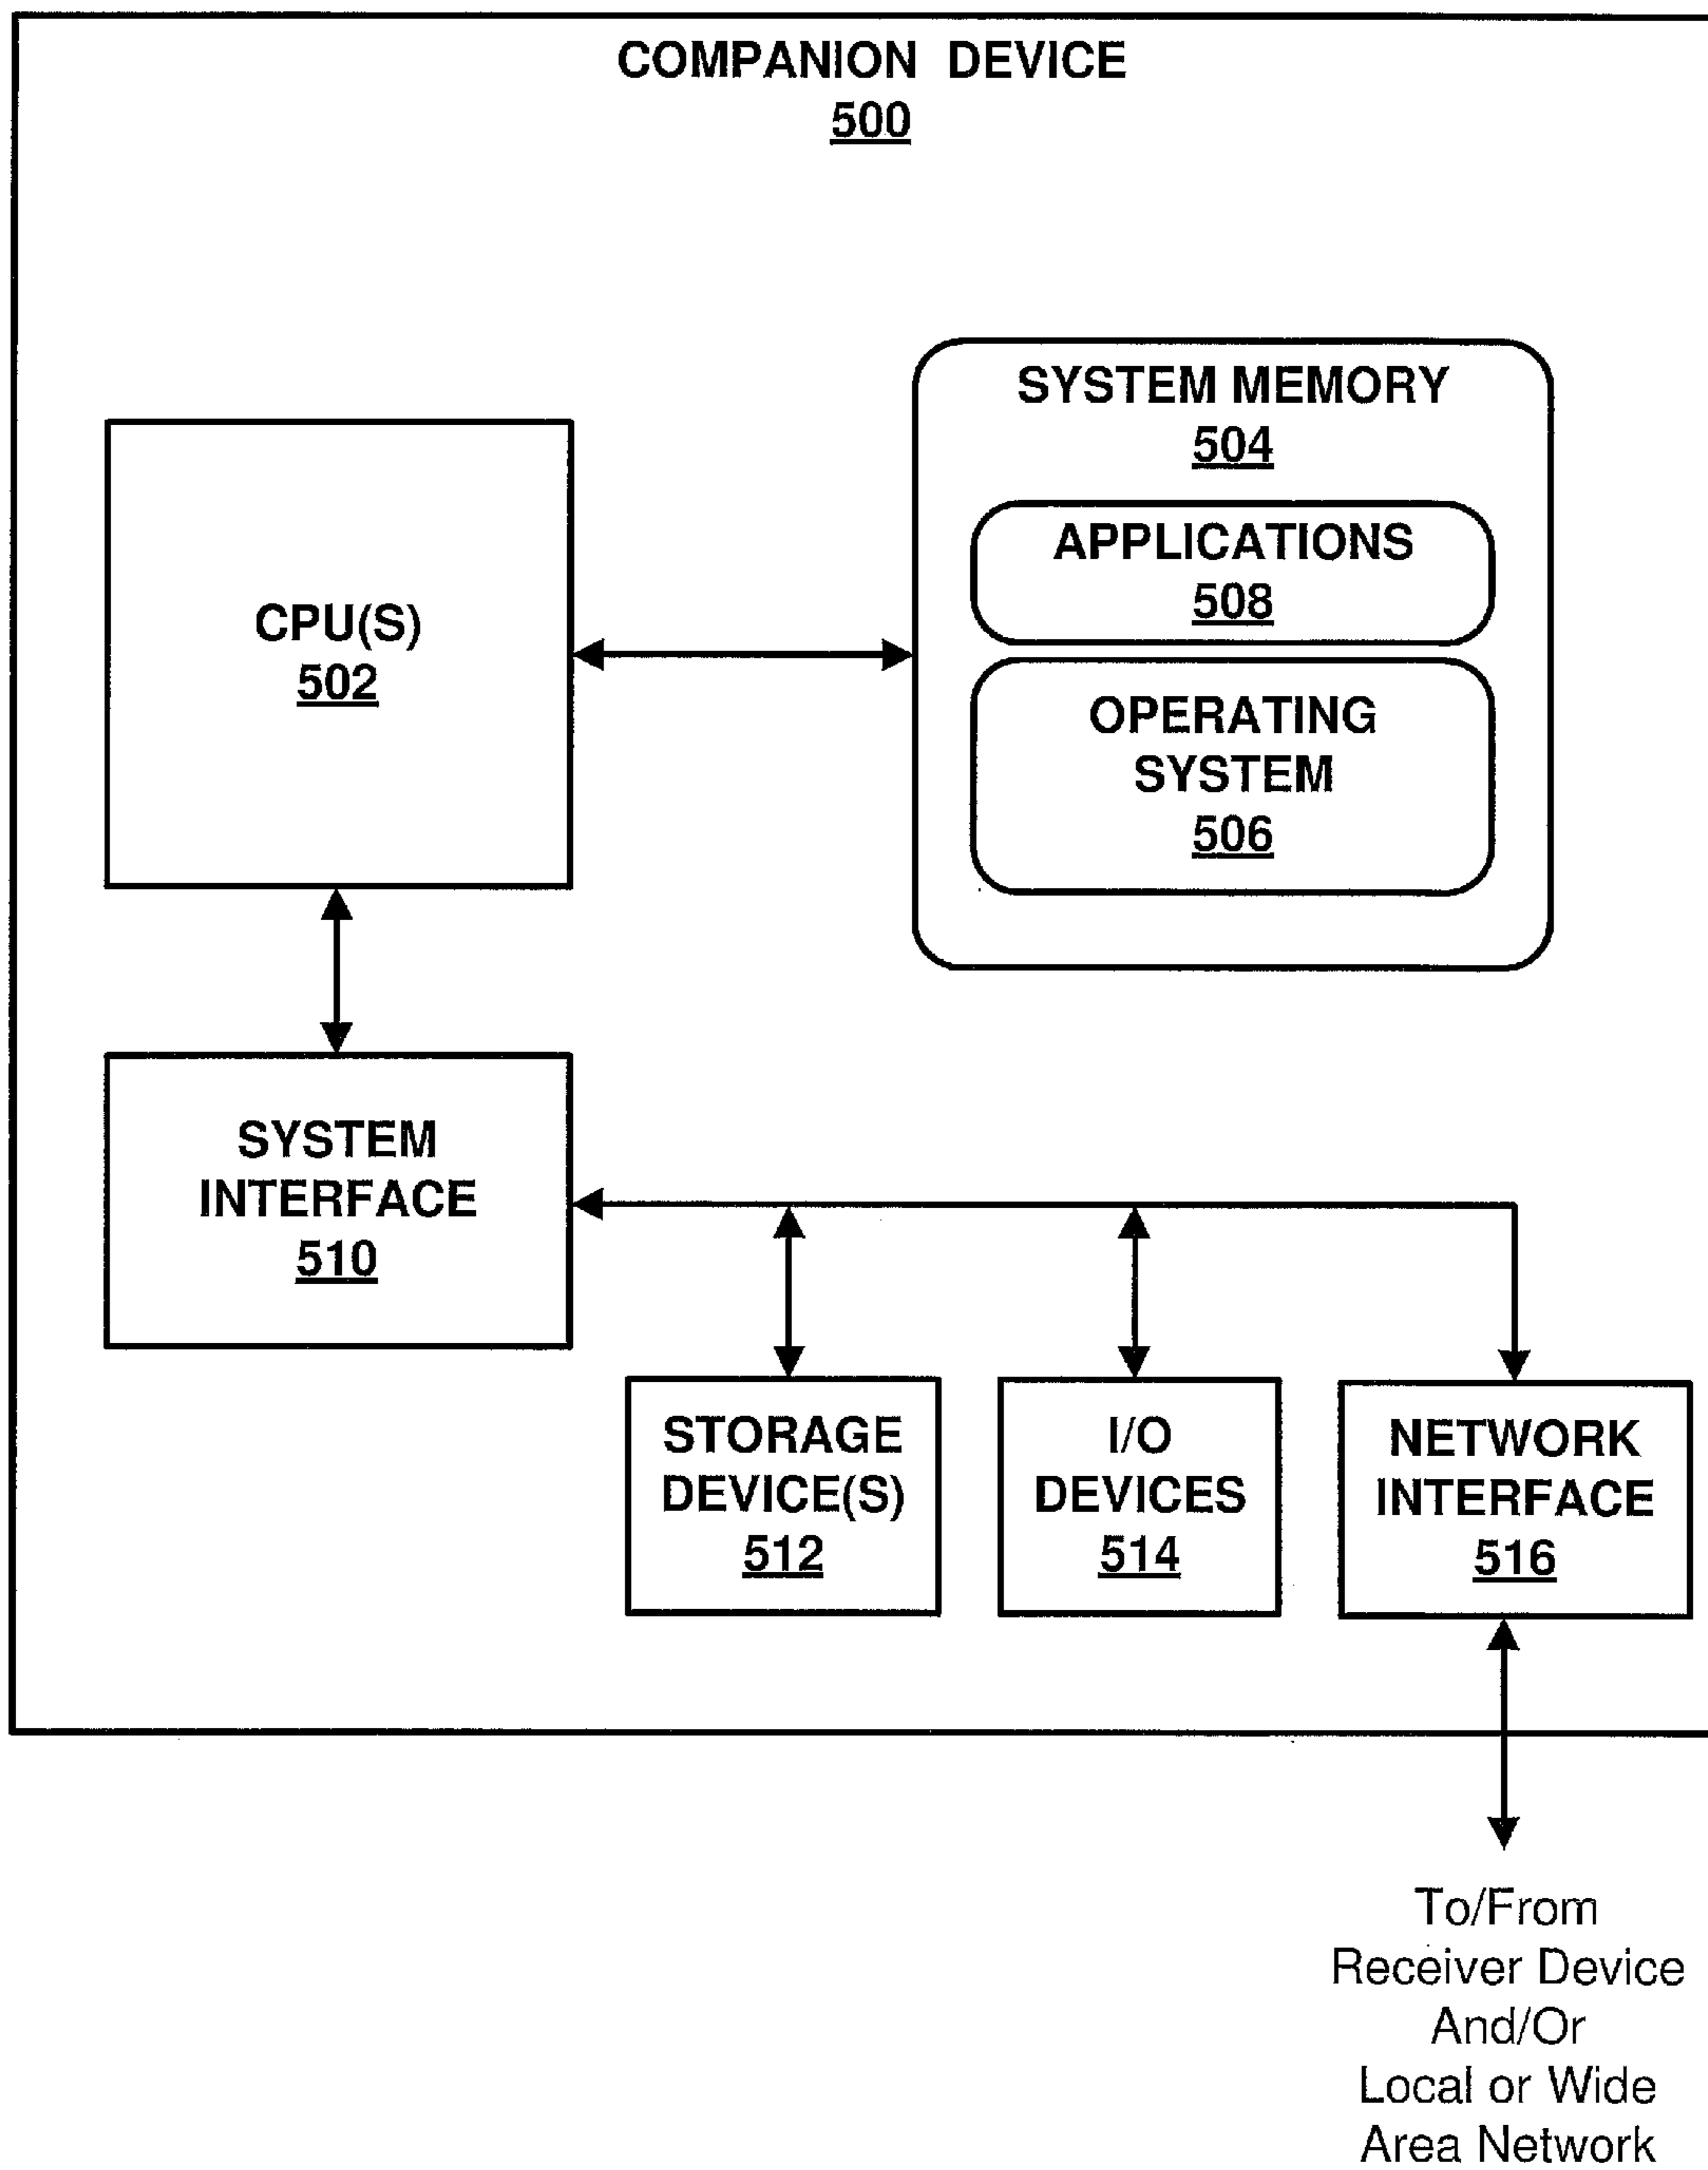 COMPANION DEVICE
500
SYSTEM MEMORY
504
APPLICATIONS
508
CPU(S)
502
OPERATING
SYSTEM
506
SYSTEM
INTERFACE
510
STORAGE
DEVICE(S)
512
I/O
DEVICES
514
NETWORK
INTERFACE
516
To/From
Receiver Device
And/Or
Local or Wide
Area Network